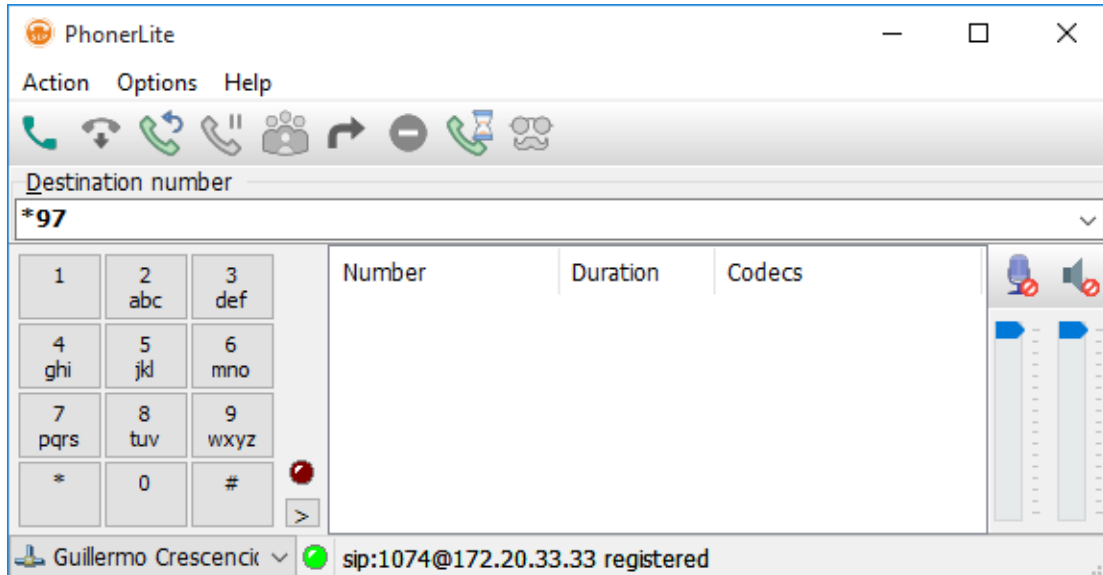 PhonerLite
Action Options Help
Destination number
*97
1 2 abc 3 def
Number Duration Codecs
4 ghi 5 jkl 6 mno
7 pqrs 8 tuv 9 wxyz
* 0 #
>
Guillermo Crescencic sip:1074@172.20.33.33 registered